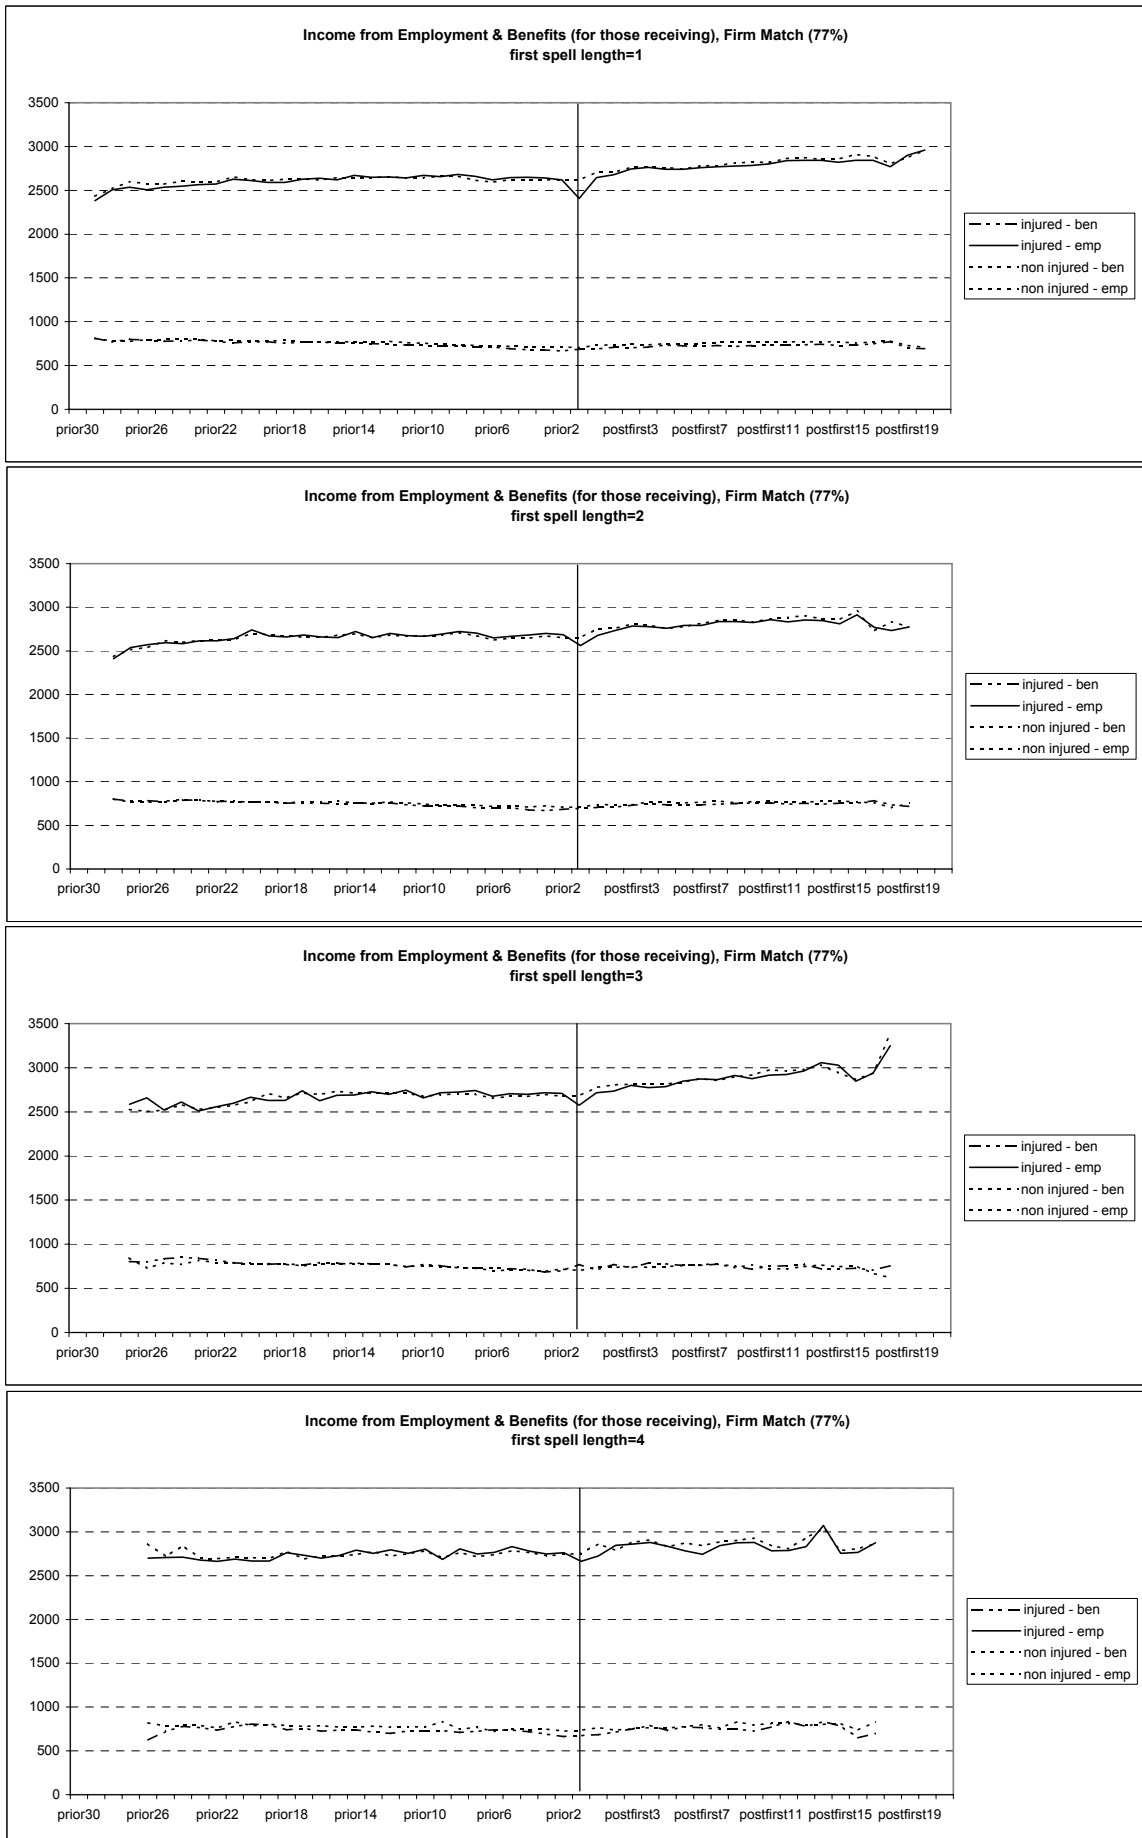 Income from Employment & Benefits (for those receiving), Firm Match (77%)
first spell length=1
3500
3000
2500
2000
1500
1000
500
0
prior30 prior26 prior22 prior18 prior14 prior10 prior6 prior2 postfirst3 postfirst7 postfirst11 postfirst15 postfirst19
injured - ben
injured - emp
non injured - ben
non injured - emp
Income from Employment & Benefits (for those receiving), Firm Match (77%)
first spell length=2
3500
3000
2500
2000
1500
1000
500
0
prior30 prior26 prior22 prior18 prior14 prior10 prior6 prior2 postfirst3 postfirst7 postfirst11 postfirst15 postfirst19
injured - ben
injured - emp
non injured - ben
non injured - emp
Income from Employment & Benefits (for those receiving), Firm Match (77%)
first spell length=3
3500
3000
2500
2000
1500
1000
500
0
prior30 prior26 prior22 prior18 prior14 prior10 prior6 prior2 postfirst3 postfirst7 postfirst11 postfirst15 postfirst19
injured - ben
injured - emp
non injured - ben
non injured - emp
Income from Employment & Benefits (for those receiving), Firm Match (77%)
first spell length=4
3500
3000
2500
2000
1500
1000
500
0
prior30 prior26 prior22 prior18 prior14 prior10 prior6 prior2 postfirst3 postfirst7 postfirst11 postfirst15 postfirst19
injured - ben
injured - emp
non injured - ben
non injured - emp